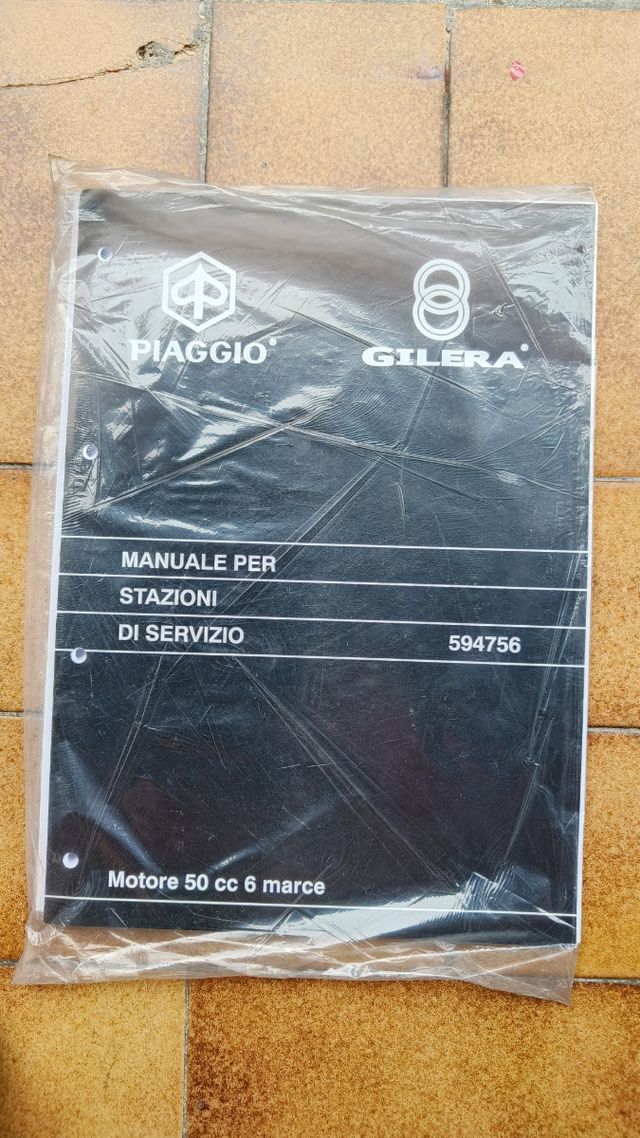 PIAGGIO®
GILERA®
MANUALE PER
STAZIONI
DI SERVIZIO 594756
Motore 50 cc 6 marce